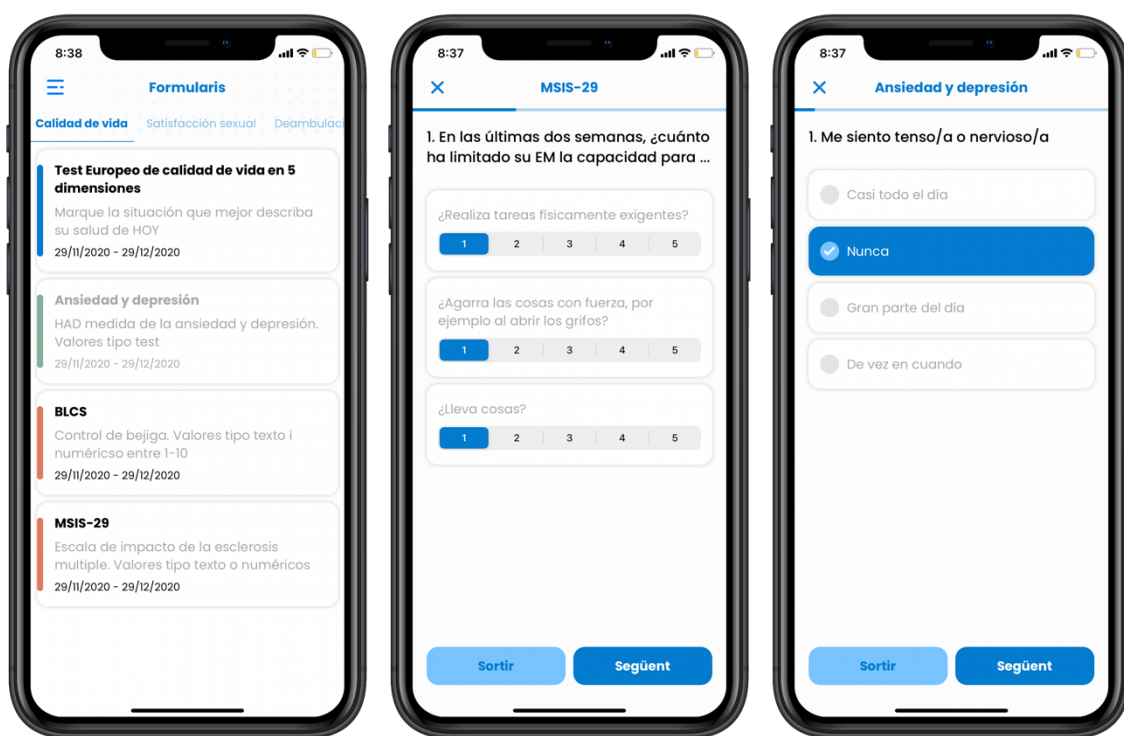 8:38
Formularis
Calidad de vida Satisfacción sexual Deambulaci
Test Europeo de calidad de vida en 5
dimensiones
Marque la situación que mejor describa
su salud de HOY
29/11/2020 - 29/12/2020
Ansiedad y depresión
HAD medida de la ansiedad y depresión.
Valores tipo test
29/11/2020 - 29/12/2020
BLCS
Control de bejiga. Valores tipo texto i
numéricso entre 1-10
29/11/2020 - 29/12/2020
MSIS-29
Escala de impacto de la esclerosis
multiple. Valores tipo texto o numéricos
29/11/2020 - 29/12/2020
8:37
MSIS-29
1. En las últimas dos semanas, ¿cuánto
ha limitado su EM la capacidad para ...
¿Realiza tareas físicamente exigentes?
1 2 3 4 5
¿Agarra las cosas con fuerza, por
ejemplo al abrir los grifos?
1 2 3 4 5
¿Lleva cosas?
1 2 3 4 5
Sortir Següent
8:37
Ansiedad y depresión
1. Me siento tenso/a o nervioso/a
Casi todo el día
Nunca
Gran parte del día
De vez en cuando
Sortir Següent